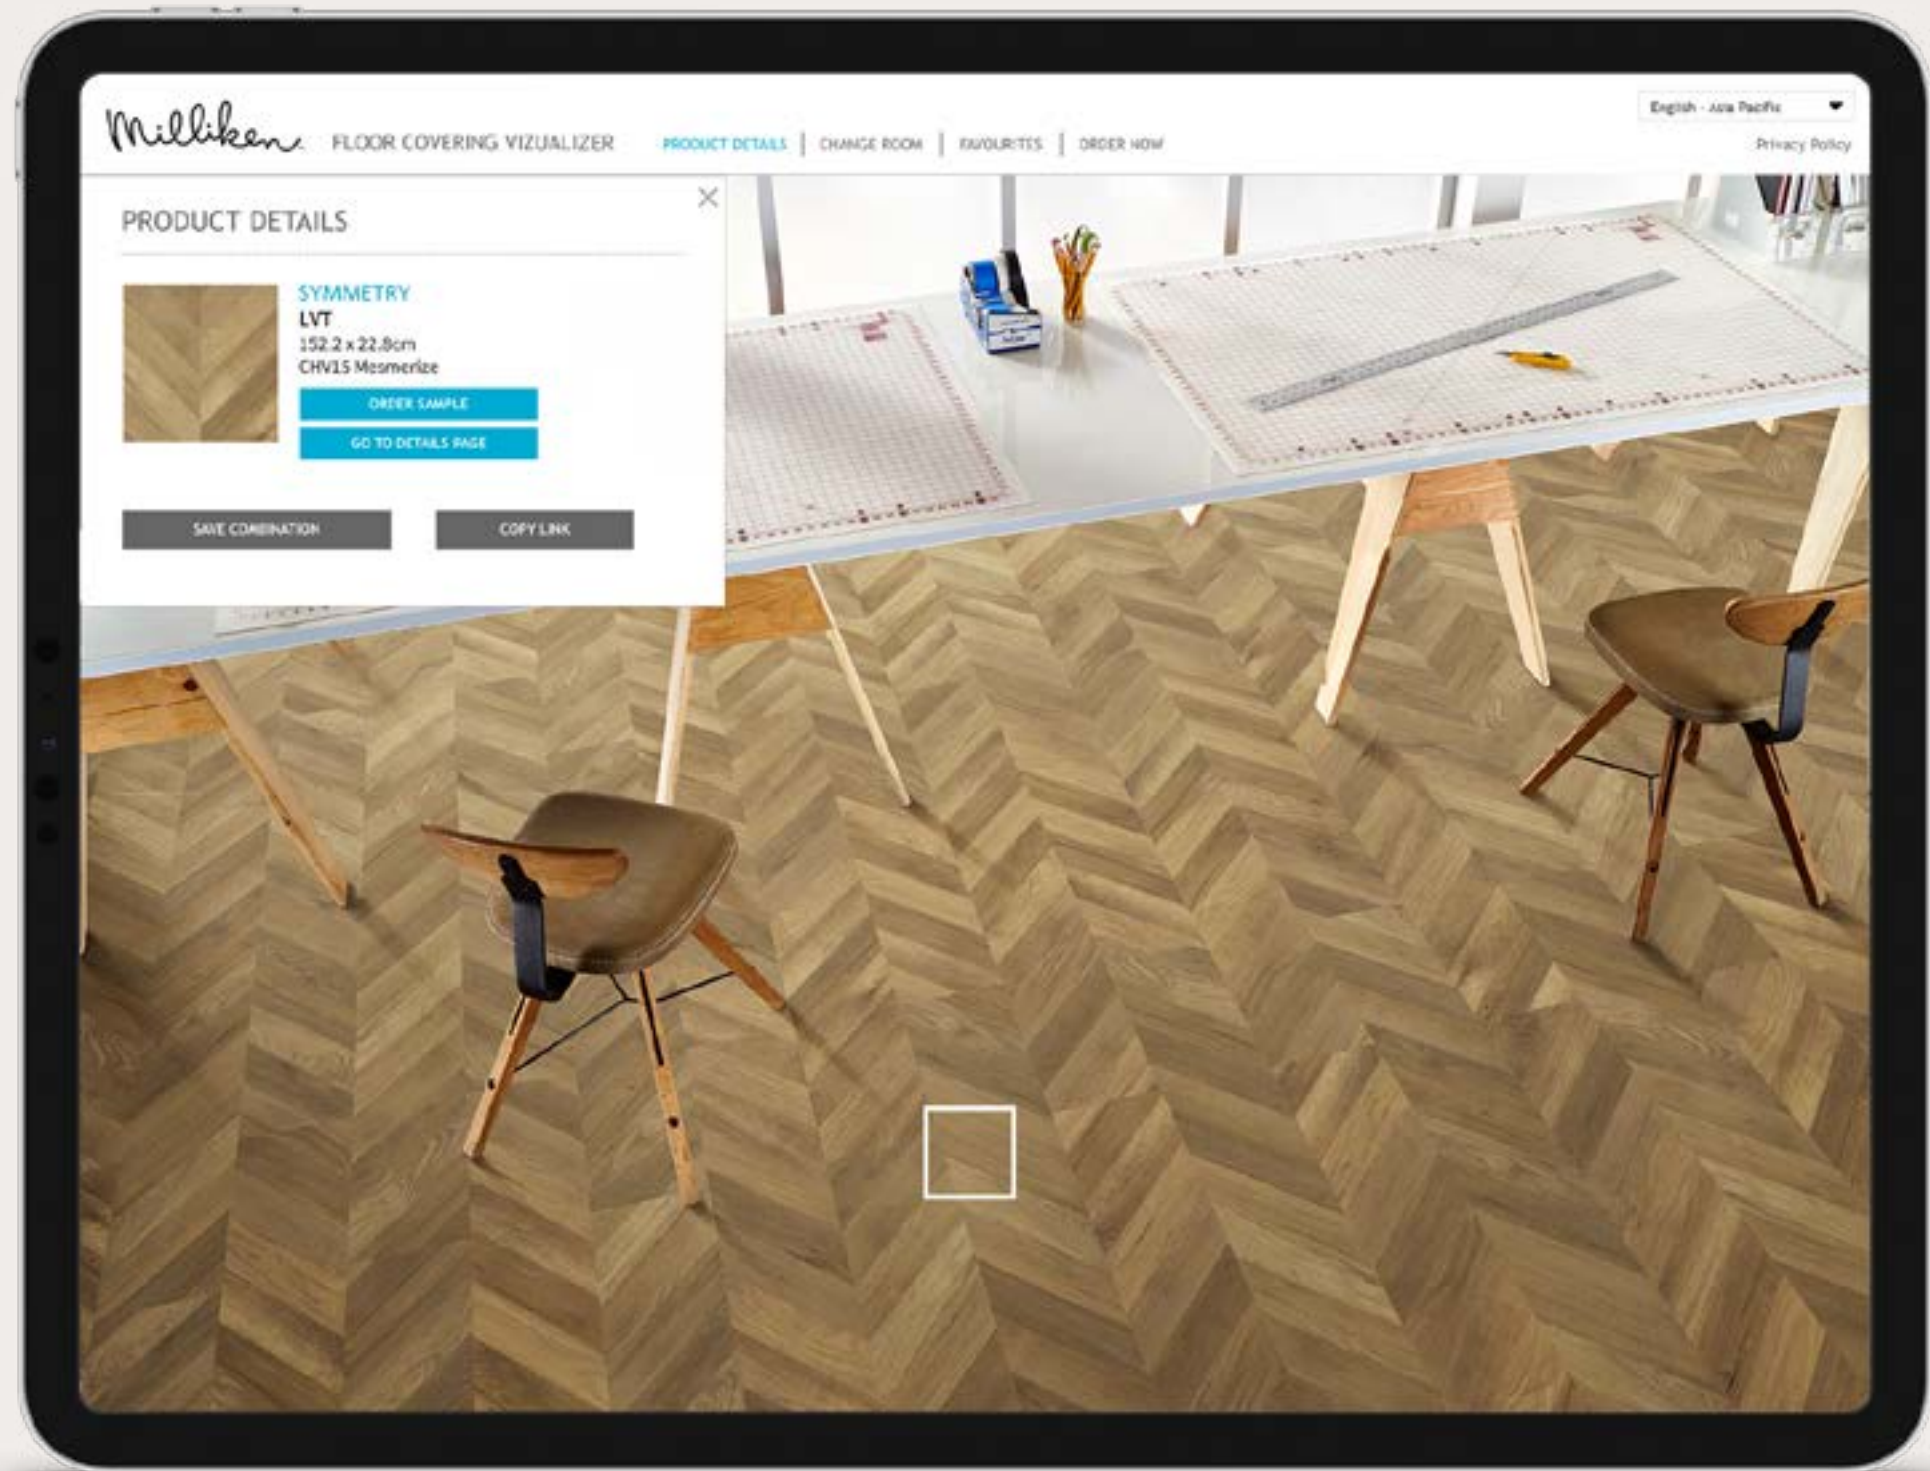 Milliken
FLOOR COVERING VIZUALIZER
PRODUCT DETAILS
CHANGE ROOM
FAVOURITES
ORDER NOW
English - Asia Pacific
Privacy Policy
PRODUCT DETAILS
SYMMETRY
LVT
152.2 x 22.8cm
CHV15 Mesmerize
ORDER SAMPLE
GO TO DETAILS PAGE
SAVE COMBINATION
COPY LINK